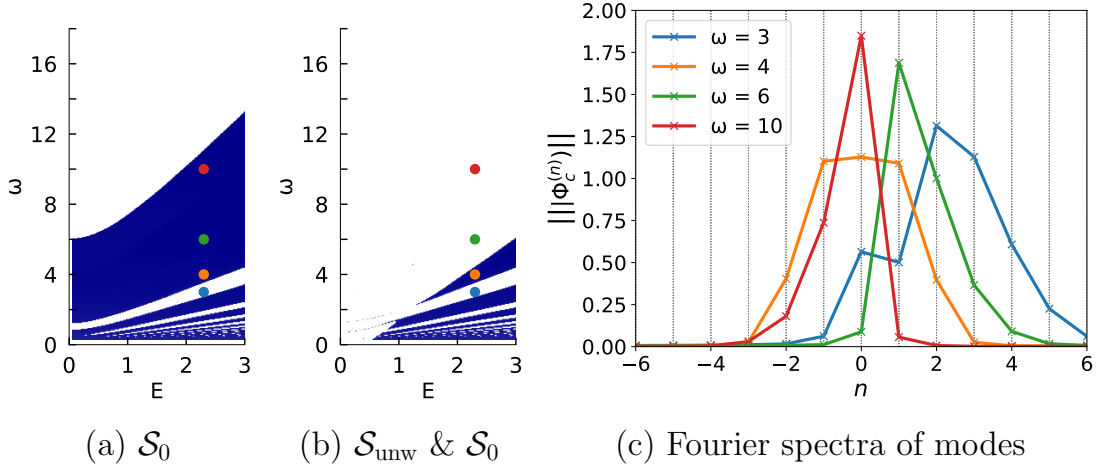 ω
16
12
8
4
0
0
1
2
3
E
ω
16
12
8
4
0
0
1
2
3
E
|||Φc(n))||
2.00
1.75
1.50
1.25
1.00
0.75
0.50
0.25
0.00
ω = 3
ω = 4
ω = 6
ω = 10
−6
−4
−2
0
2
4
6
n
(a) S0
(b) Sunw & S0
(c) Fourier spectra of modes